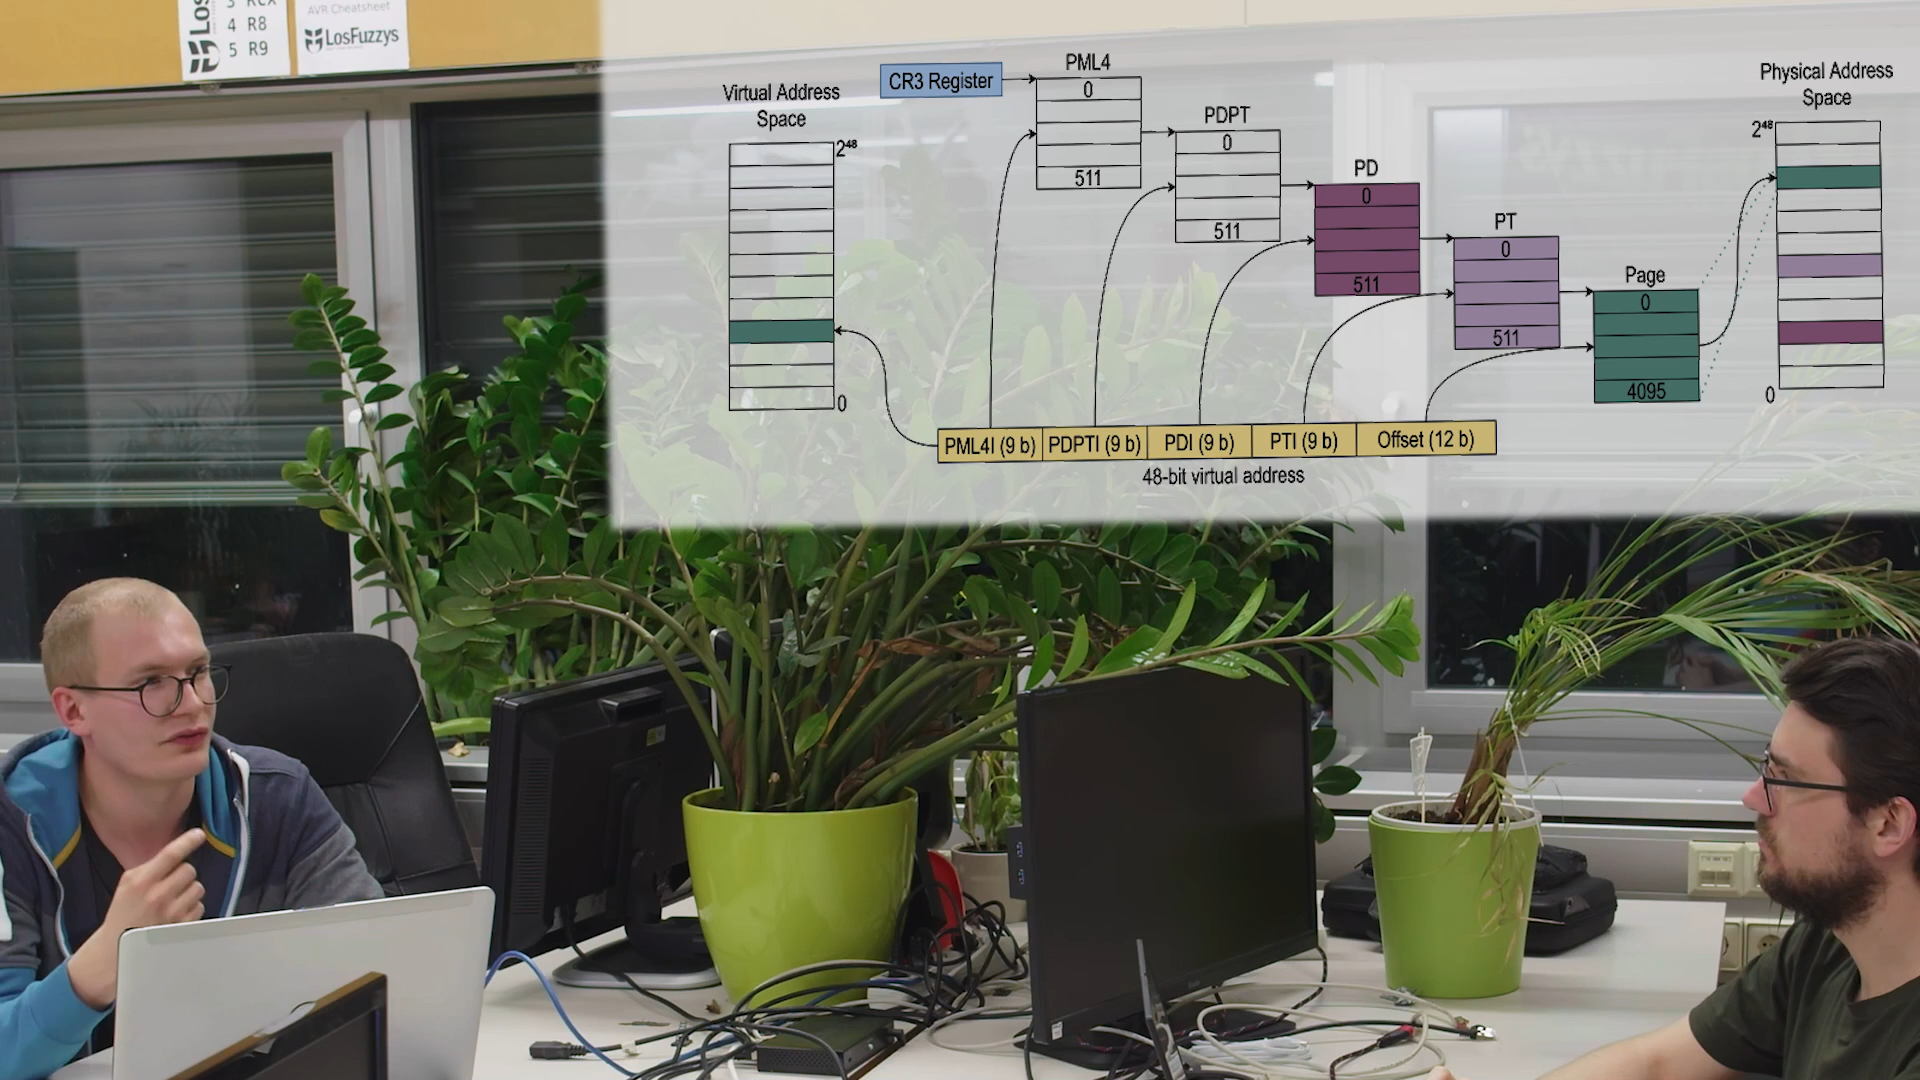 3 RCX
4 R8
5 R9
Los
AVR Cheatsheet
LosFuzzys
Virtual Address
Space
2⁴⁸
0
CR3 Register
PML4
0
511
PDPT
0
511
PD
0
511
PT
0
511
Page
0
4095
Physical Address
Space
2⁴⁸
0
PML4I (9 b) PDPTI (9 b) PDI (9 b) PTI (9 b) Offset (12 b)
48-bit virtual address